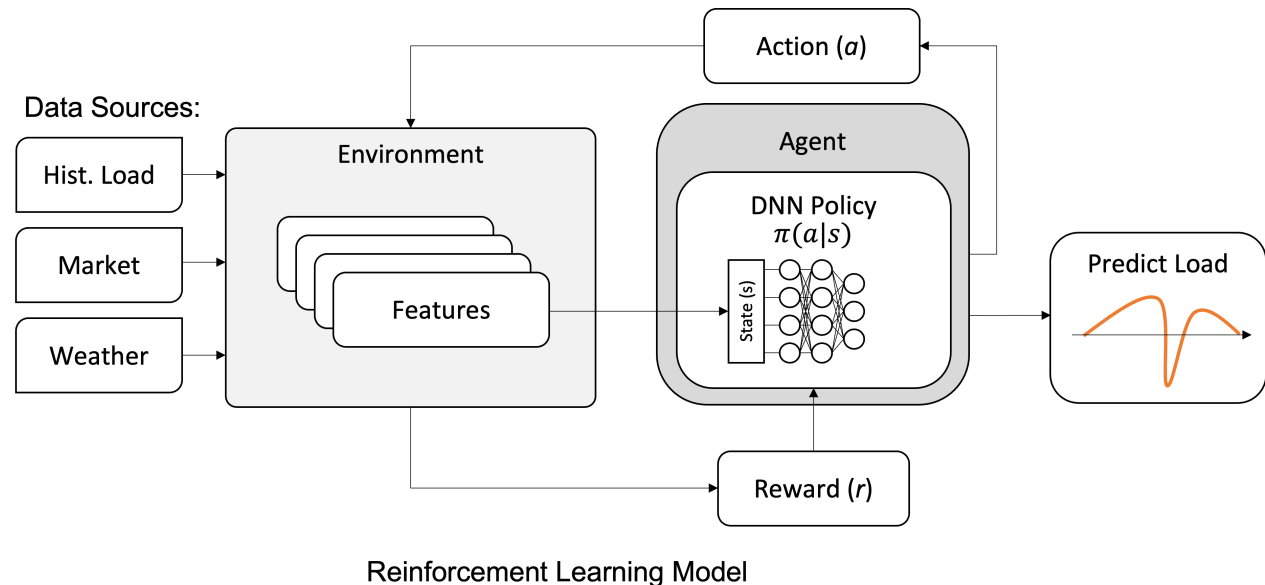 Action (a)
Data Sources:
Hist. Load
Market
Weather
Environment
Features
Agent
DNN Policy
π(a|s)
State (s)
Predict Load
Reward (r)
Reinforcement Learning Model